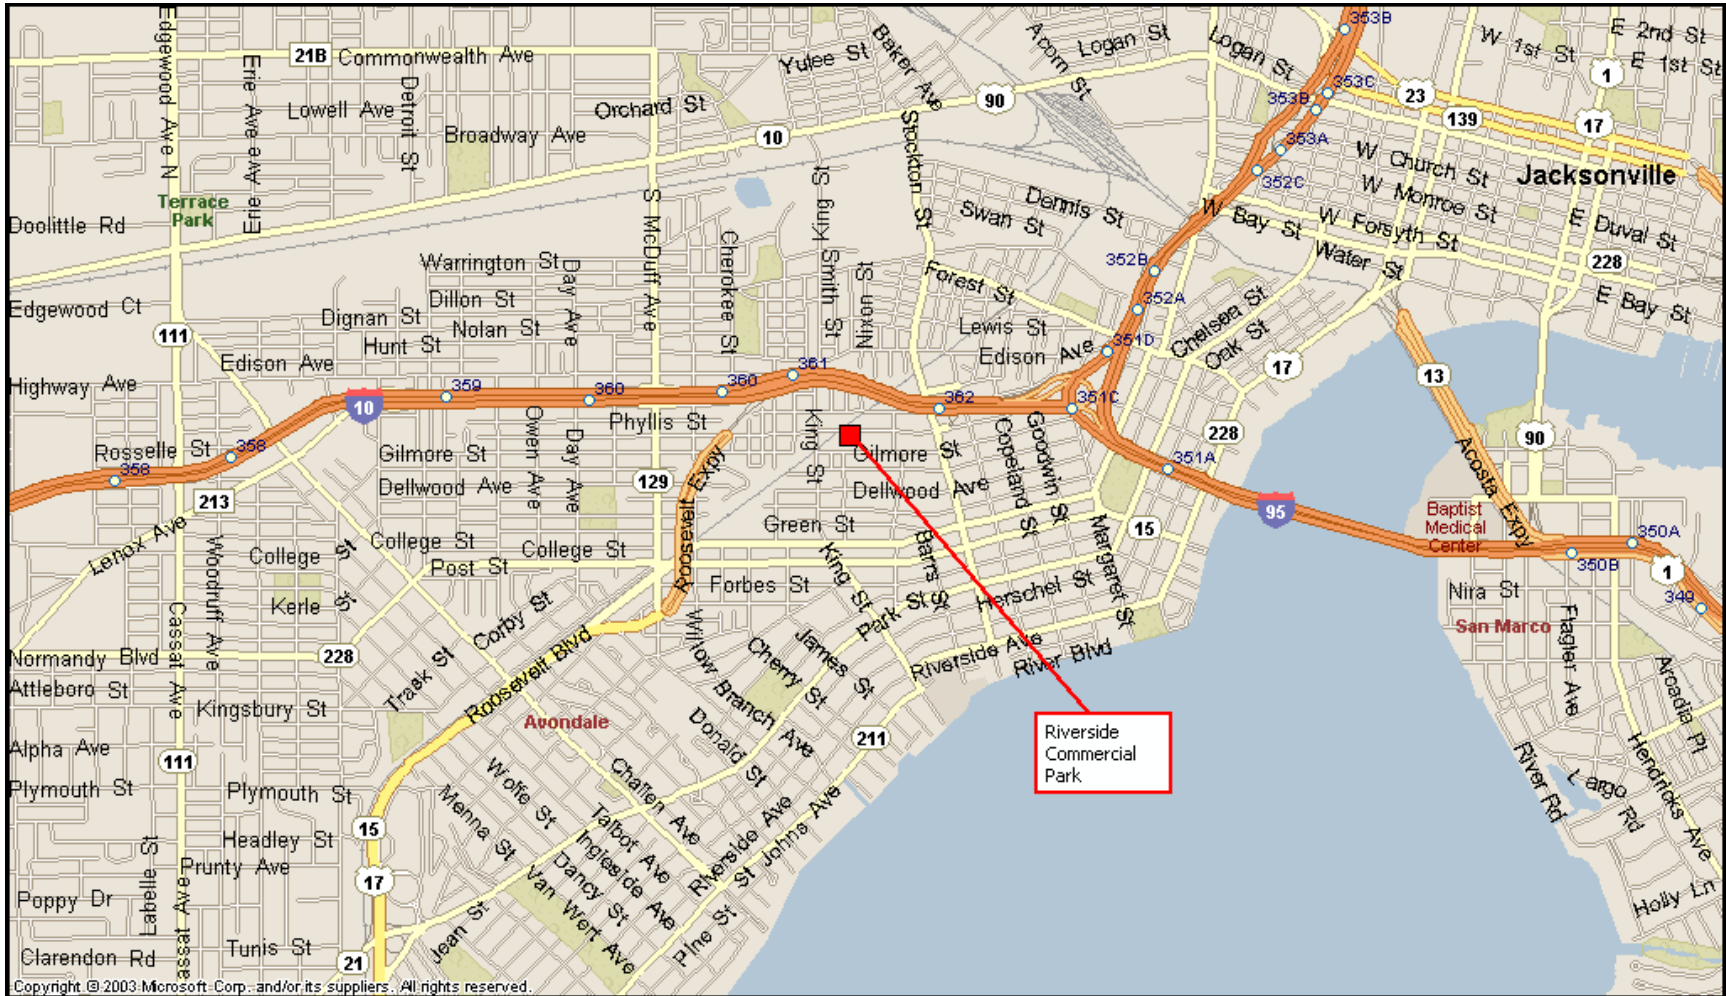 353B
E 2nd St
W 1st St
E 1st St
Logan St
Logan St
Acorn St
Baker Ave
Yulee St
Edgewood Ave N
21B
Commonwealth Ave
Erie Ave
Detroit St
1
353C
353B
23
90
Lowell Ave
Orchard St
139
17
10
Broadway Ave
Stockton St
353A
W Church St
Jacksonville
352C
W Monroe St
Terrace
Park
Erie Ave
S McDuff Ave
King St
Dennis St
Swan St
W Bay St
W Forsyth St
E Duval St
Doolittle Rd
Cherokee St
Smith St
Water St
352B
228
Warrington St
Day Ave
Nixon St
Forest St
352A
E Bay St
Edgewood Ct
Dillon St
Dignan St
Nolan St
Lewis St
Chelsea St
111
Hunt St
Edison Ave
351D
Oak St
Edison Ave
361
17
13
Highway Ave
359
360
360
10
362
351C
Phyllis St
Owen Ave
King St
Goodwin St
Copeland St
228
90
Rosselle St
358
358
Gilmore St
Day Ave
Gilmore St
351A
Acosta Expy
Dellwood Ave
129
Roosevelt Expy
Dellwood Ave
213
95
Baptist
Medical
Center
Green St
15
350A
Lenox Ave
College St
College St
College St
Margaret St
Post St
King St
Barrs St
350B
1
Woodruff Ave
Forbes St
Herschel St
Nira St
349
Kerle St
Corby St
Park St
San Marco
Cassat Ave
Willow Branch Ave
James St
Flagler Ave
Normandy Blvd
228
Cherry St
Riverside Ave
River Blvd
Arcadia Pl
Attleboro St
Trask St
Roosevelt Blvd
Kingsbury St
Avondale
Donald St
211
Riverside
Commercial
Park
Alpha Ave
111
Hendricks Ave
River Rd
Plymouth St
Plymouth St
Wolfe St
Challen Ave
Largo Rd
Menna St
Talbot Ave
Riverside Ave
St Johns Ave
15
Headley St
Ingleside Ave
Labelle St
Prunty Ave
17
Dancy St
Van Wert Ave
Holly Ln
Poppy Dr
Cassat Ave
Jean St
Pine St
Tunis St
Clarendon Rd
21
Copyright © 2003 Microsoft Corp. and/or its suppliers. All rights reserved.